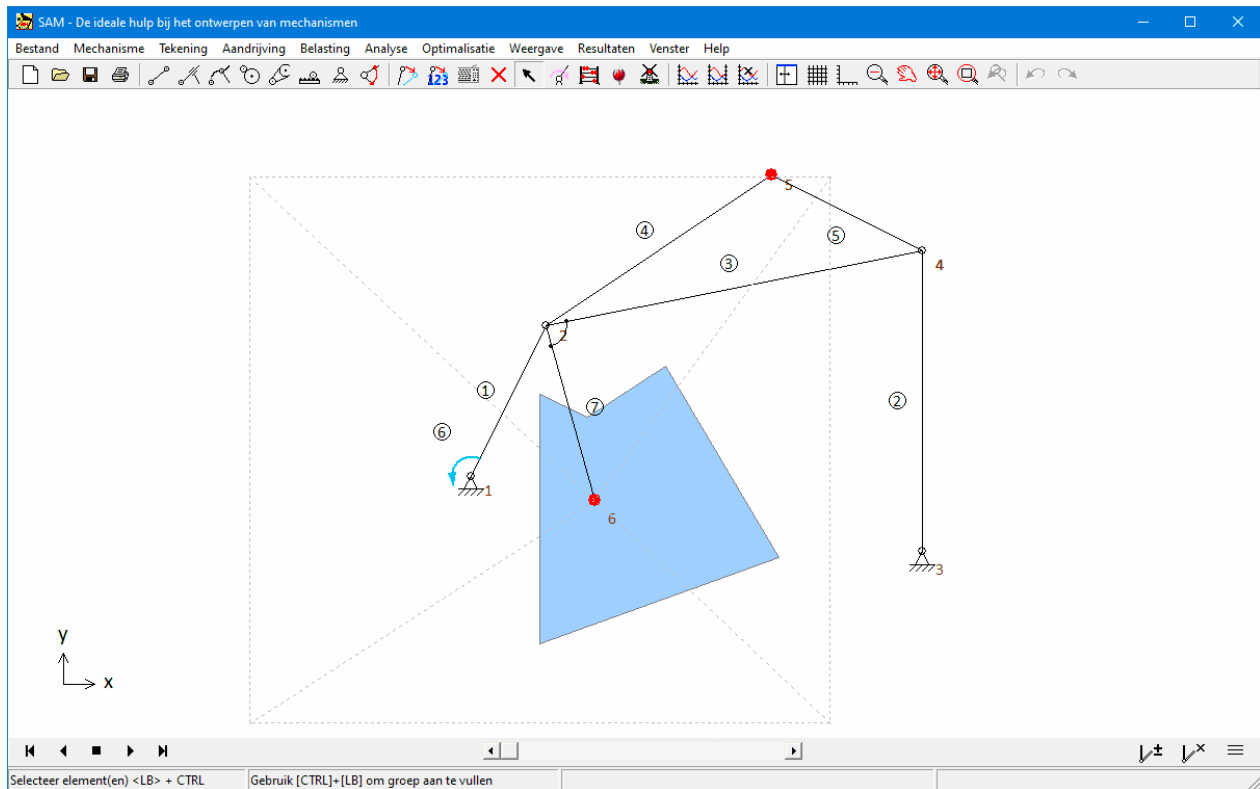 SAM - De ideale hulp bij het ontwerpen van mechanismen
Bestand Mechanisme Tekening Aandrijving Belasting Analyse Optimalisatie Weergave Resultaten Venster Help
123
5
4
5
3
4
2
1
7
2
6
1
6
3
y
x
Selecteer element(en) <LB> + CTRL Gebruik [CTRL]+[LB] om groep aan te vullen